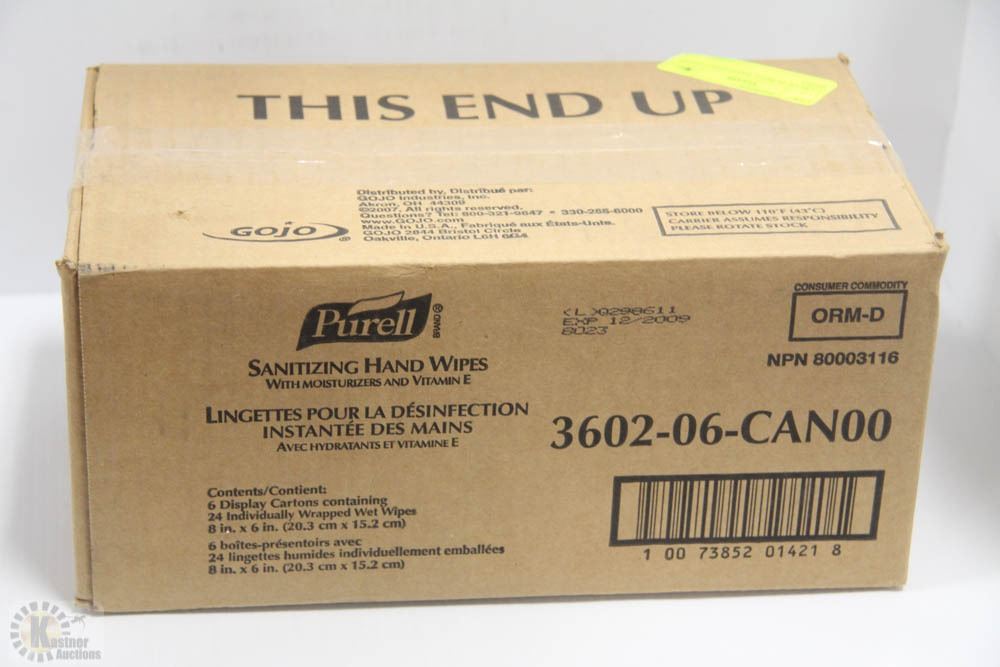 THIS END UP
GOJO®
Distributed by, Distribué par:
GOJO Industries, Inc.
Akron, OH 44309
©2007. All rights reserved.
Questions? Tel: 800-321-9647 • 330-255-6000
www.GOJO.com
Made in U.S.A., Fabriqué aux États-Unis.
GOJO 2844 Bristol Circle
Oakville, Ontario L6H 6G4
STORE BELOW 110°F (43°C)
CARRIER ASSUMES RESPONSIBILITY
PLEASE ROTATE STOCK
Purell® BRAND
SANITIZING HAND WIPES
WITH MOISTURIZERS AND VITAMIN E
LINGETTES POUR LA DÉSINFECTION
INSTANTÉE DES MAINS
AVEC HYDRATANTS ET VITAMINE E
Contents/Contient:
6 Display Cartons containing
24 Individually Wrapped Wet Wipes
8 in. x 6 in. (20.3 cm x 15.2 cm)
6 boîtes-présentoirs avec
24 lingettes humides individuellement emballées
8 in. x 6 in. (20.3 cm x 15.2 cm)
EXP 12/2009
8023
CONSUMER COMMODITY
ORM-D
NPN 80003116
3602-06-CAN00
1 00 73852 01421 8
Kastner
Auctions